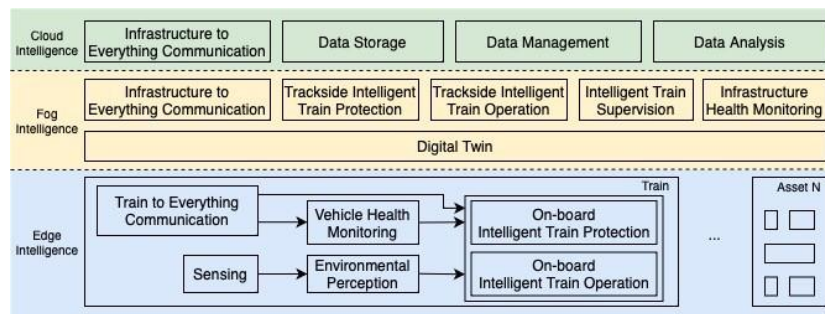 Cloud
Intelligence
Infrastructure to
Everything Communication
Data Storage
Data Management
Data Analysis
Fog
Intelligence
Infrastructure to
Everything Communication
Trackside Intelligent
Train Protection
Trackside Intelligent
Train Operation
Intelligent Train
Supervision
Infrastructure
Health Monitoring
Digital Twin
Edge
Intelligence
Train
Train to Everything
Communication
Vehicle Health
Monitoring
On-board
Intelligent Train Protection
Sensing
Environmental
Perception
On-board
Intelligent Train Operation
...
Asset N